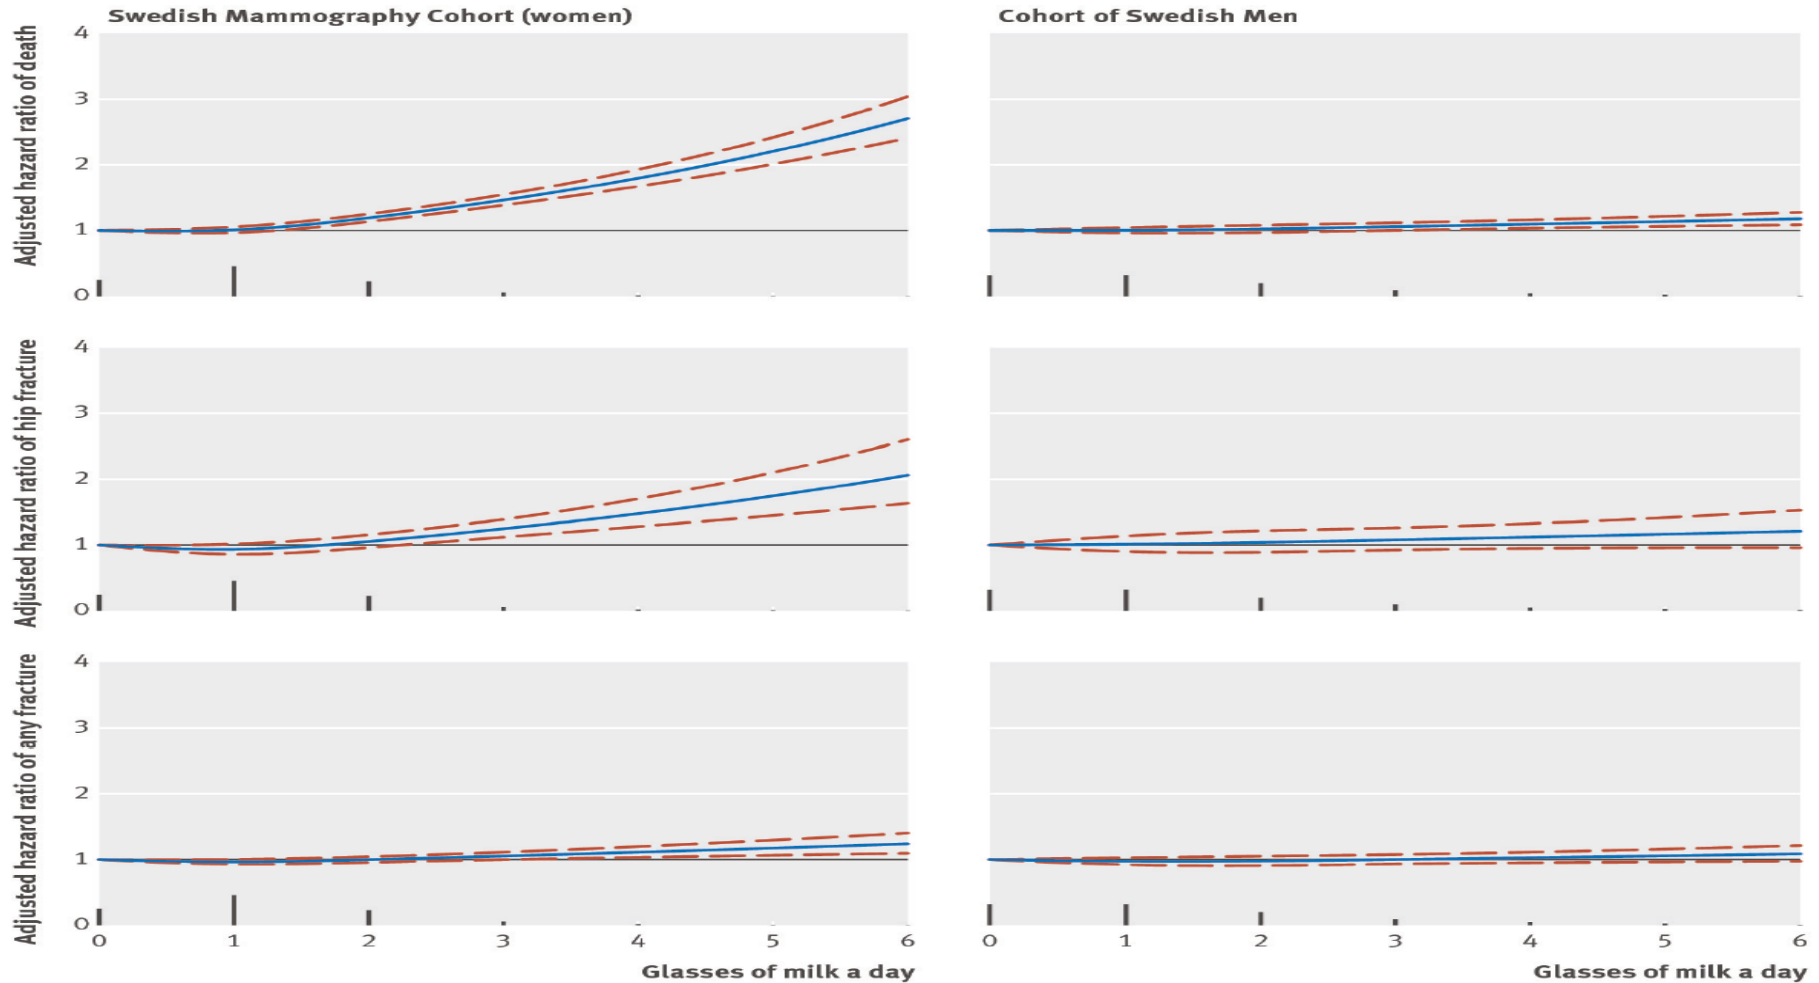 Swedish Mammography Cohort (women)
Cohort of Swedish Men
Adjusted hazard ratio of death
4
3
2
1
0
Adjusted hazard ratio of hip fracture
4
3
2
1
0
Adjusted hazard ratio of any fracture
4
3
2
1
0
0 1 2 3 4 5 6
0 1 2 3 4 5 6
Glasses of milk a day
Glasses of milk a day